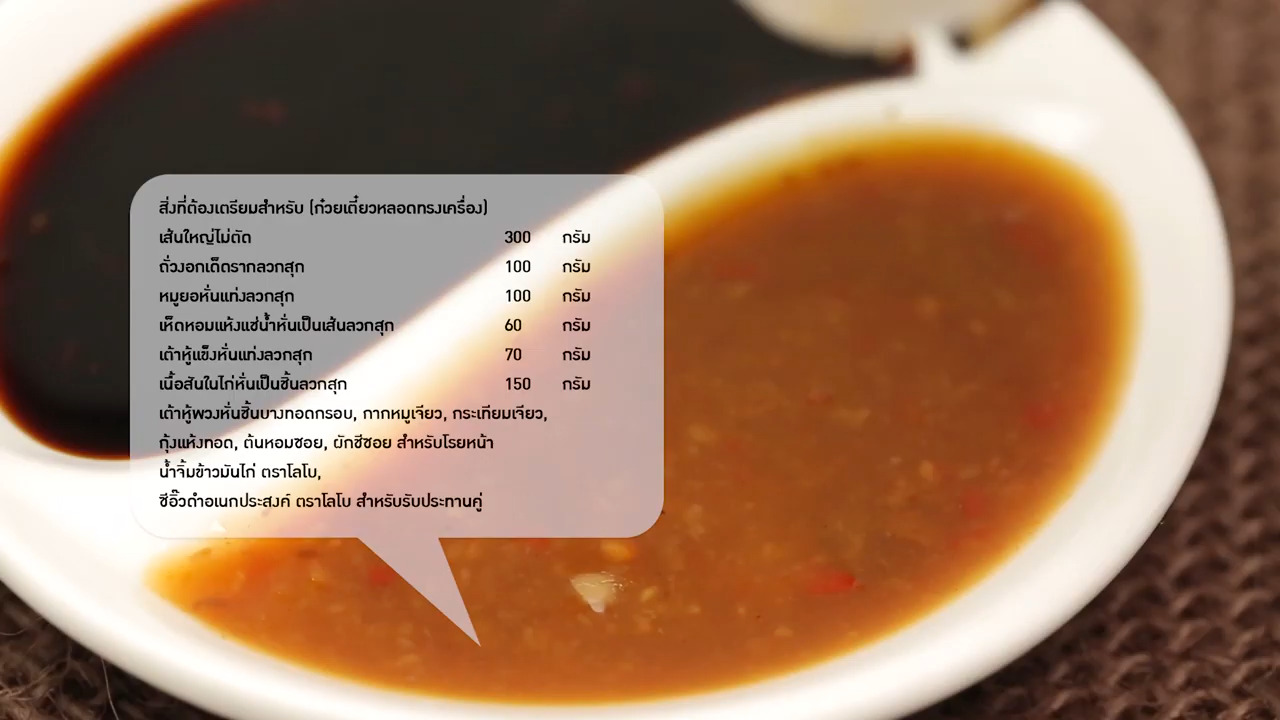 สิ่งที่ต้องเตรียมสำหรับ (ก๋วยเตี๋ยวหลอดทรงเครื่อง)
เส้นใหญ่ไม่ตัด 300 กรัม
ถั่วงอกเด็ดรากลวกสุก 100 กรัม
หมูยอหั่นแท่งลวกสุก 100 กรัม
เห็ดหอมแห้งแช่น้ำหั่นเป็นเส้นลวกสุก 60 กรัม
เต้าหู้แข็งหั่นแท่งลวกสุก 70 กรัม
เนื้อสันในไก่หั่นเป็นชิ้นลวกสุก 150 กรัม
เต้าหู้พวงหั่นชิ้นบางทอดกรอบ, กากหมูเจียว, กระเทียมเจียว,
กุ้งแห้งทอด, ต้นหอมซอย, ผักชีซอย สำหรับโรยหน้า
น้ำจิ้มข้าวมันไก่ ตราโลโบ,
ซีอิ๊วดำอเนกประสงค์ ตราโลโบ สำหรับรับประทานคู่